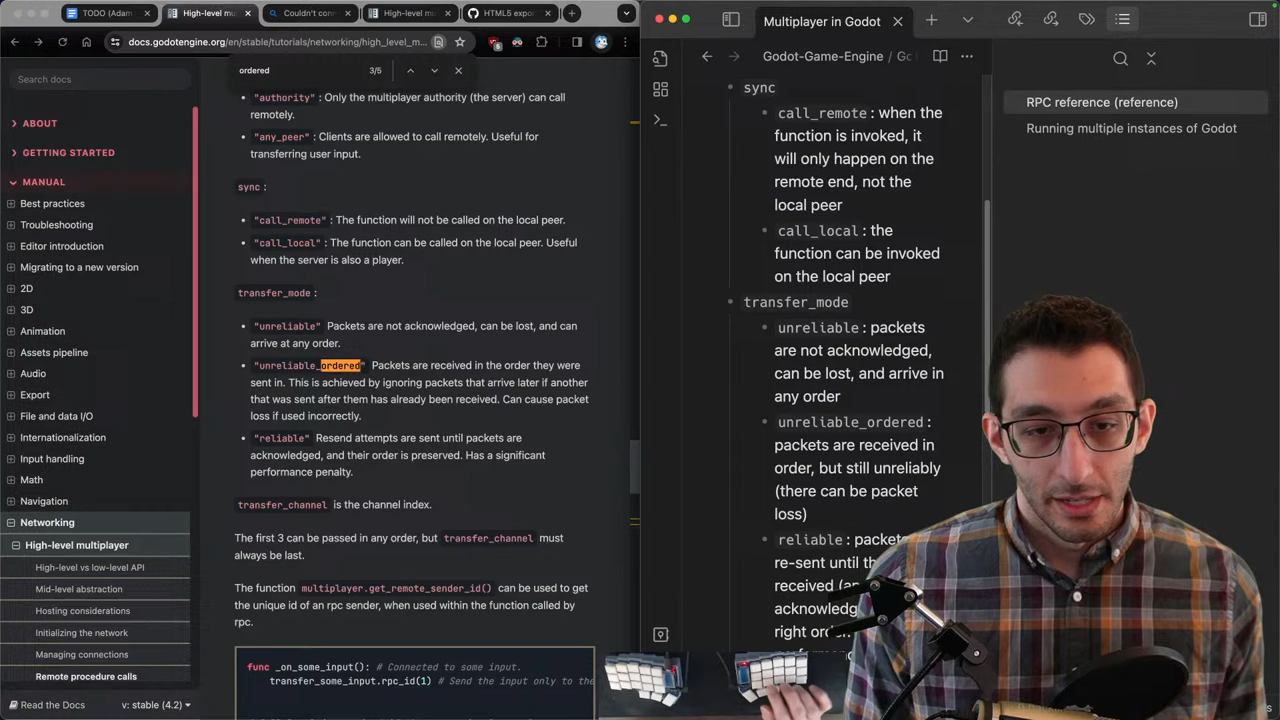 TODO (Adam
High-level mu
Couldn't conn
High-level mu
HTML5 export
docs.godotengine.org/en/stable/tutorials/networking/high_level_m...
Search docs
ordered
3/5
ABOUT
GETTING STARTED
MANUAL
Best practices
Troubleshooting
Editor introduction
Migrating to a new version
2D
3D
Animation
Assets pipeline
Audio
Export
File and data I/O
Internationalization
Input handling
Math
Navigation
Networking
High-level multiplayer
High-level vs low-level API
Mid-level abstraction
Hosting considerations
Initializing the network
Managing connections
Remote procedure calls
Read the Docs
v: stable (4.2)
"authority" : Only the multiplayer authority (the server) can call
remotely.
"any_peer" : Clients are allowed to call remotely. Useful for
transferring user input.
sync :
"call_remote" : The function will not be called on the local peer.
"call_local" : The function can be called on the local peer. Useful
when the server is also a player.
transfer_mode :
"unreliable" Packets are not acknowledged, can be lost, and can
arrive at any order.
"unreliable_ordered" Packets are received in the order they were
sent in. This is achieved by ignoring packets that arrive later if another
that was sent after them has already been received. Can cause packet
loss if used incorrectly.
"reliable" Resend attempts are sent until packets are
acknowledged, and their order is preserved. Has a significant
performance penalty.
transfer_channel is the channel index.
The first 3 can be passed in any order, but transfer_channel must
always be last.
The function multiplayer.get_remote_sender_id() can be used to get
the unique id of an rpc sender, when used within the function called by
rpc.
func _on_some_input(): # Connected to some input.
transfer_some_input.rpc_id(1) # Send the input only to the
Multiplayer in Godot
Godot-Game-Engine / Go
sync
call_remote : when the
function is invoked, it
will only happen on the
remote end, not the
local peer
call_local : the
function can be invoked
on the local peer
transfer_mode
unreliable : packets
are not acknowledged,
can be lost, and arrive in
any order
unreliable_ordered :
packets are received in
order, but still unreliably
(there can be packet
loss)
reliable : packets
re-sent until th
received (an
acknowledg
right order
RPC reference (reference)
Running multiple instances of Godot